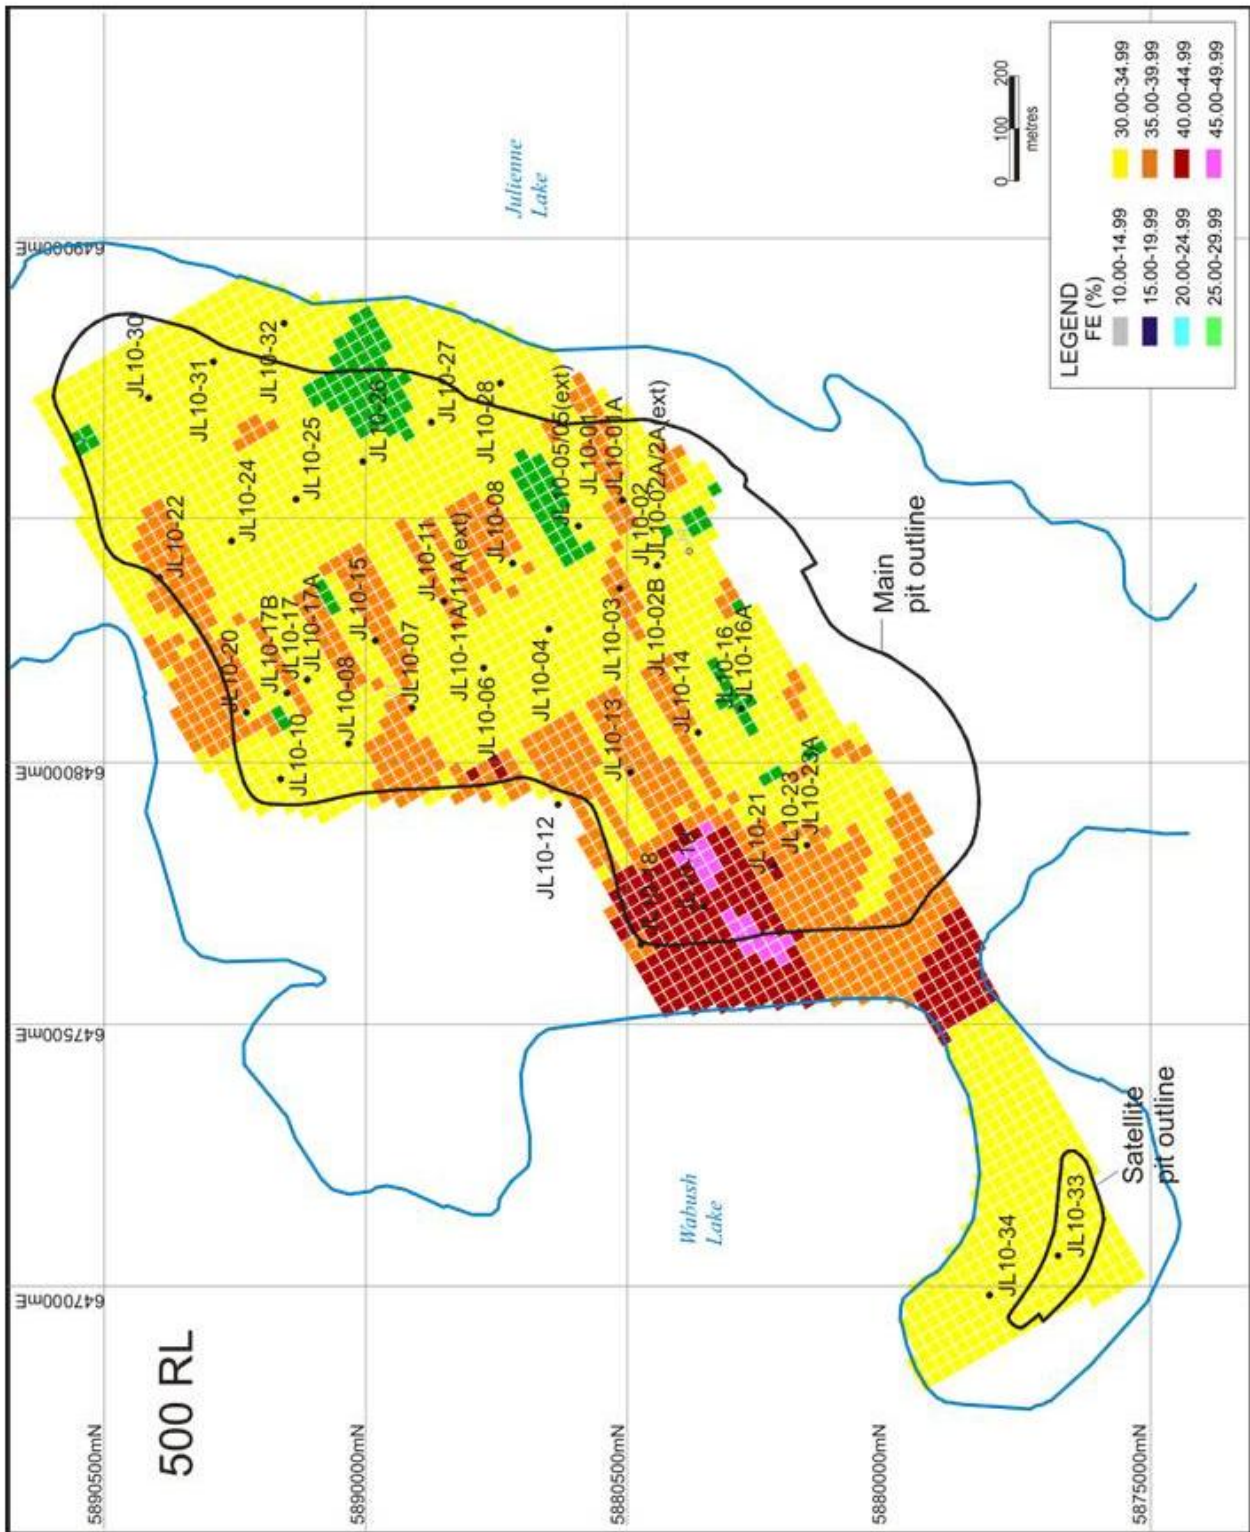 500 RL
5890500mN
5890000mN
5880500mN
5880000mN
5875000mN
647000mE
647500mE
648000mE
649000mE
Julienne
Lake
Wabush
Lake
JL10-30
JL10-31
JL10-32
JL10-22
JL10-24
JL10-25
JL10-26
JL10-27
JL10-28
JL10-20
JL10-17B
JL10-17
JL10-17A
JL10-15
JL10-11
JL10-11A/11A(ext)
JL10-08
JL10-05/05(ext)
JL10-01
JL10-01A
JL10-10
JL10-08
JL10-07
JL10-06
JL10-04
JL10-03
JL10-02
JL10-02A/2A(ext)
JL10-02B
JL10-12
JL10-13
JL10-14
JL10-16
JL10-16A
JL10-18
JL10-21
JL10-23
JL10-23A
JL10-34
JL10-33
Main
pit outline
Satellite
pit outline
0 100 200
metres
LEGEND
FE (%)
10.00-14.99
15.00-19.99
20.00-24.99
25.00-29.99
30.00-34.99
35.00-39.99
40.00-44.99
45.00-49.99